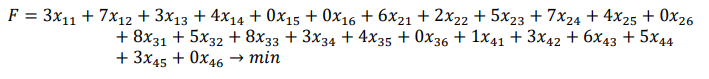 F = 3x₁₁ + 7x₁₂ + 3x₁₃ + 4x₁₄ + 0x₁₅ + 0x₁₆ + 6x₂₁ + 2x₂₂ + 5x₂₃ + 7x₂₄ + 4x₂₅ + 0x₂₆
+ 8x₃₁ + 5x₃₂ + 8x₃₃ + 3x₃₄ + 4x₃₅ + 0x₃₆ + 1x₄₁ + 3x₄₂ + 6x₄₃ + 5x₄₄
+ 3x₄₅ + 0x₄₆ → min